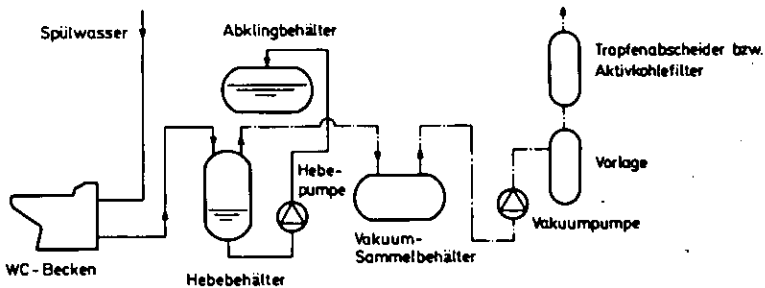 Spülwasser
Abklingbehälter
Tropfenabscheider bzw.
Aktivkohlefilter
Hebe-
pumpe
Vorlage
Vakuumpumpe
Vakuum-
Sammelbehälter
WC-Becken
Hebebehälter